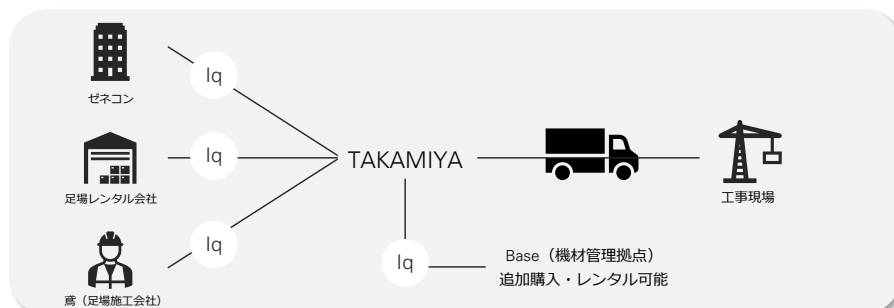 Iq
ゼネコン
Iq
足場レンタル会社
TAKAMIYA
工事現場
Iq
鳶（足場施工会社）
Iq
Base（機材管理拠点）
追加購入・レンタル可能